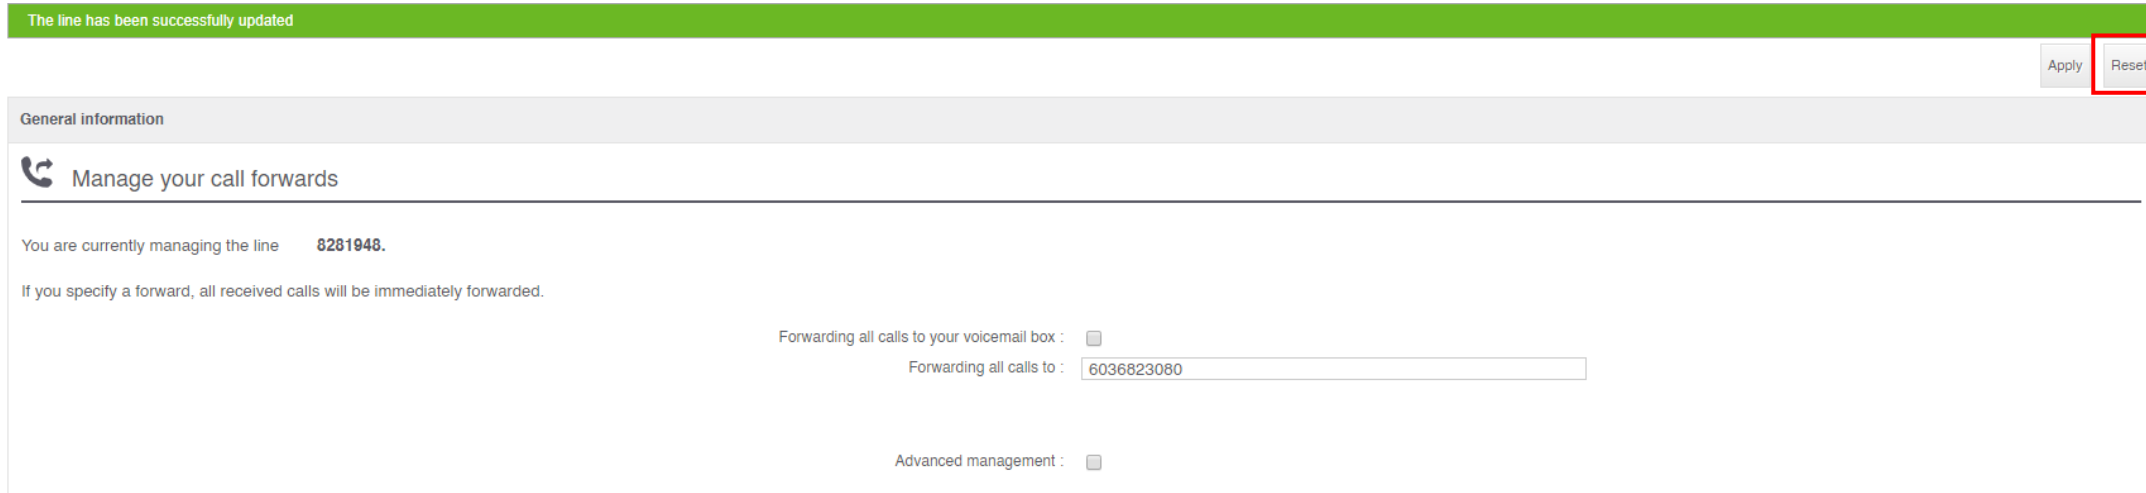 The line has been successfully updated
Apply Reset
General information
Manage your call forwards
You are currently managing the line 8281948.
If you specify a forward, all received calls will be immediately forwarded.
Forwarding all calls to your voicemail box :
Forwarding all calls to : 6036823080
Advanced management :